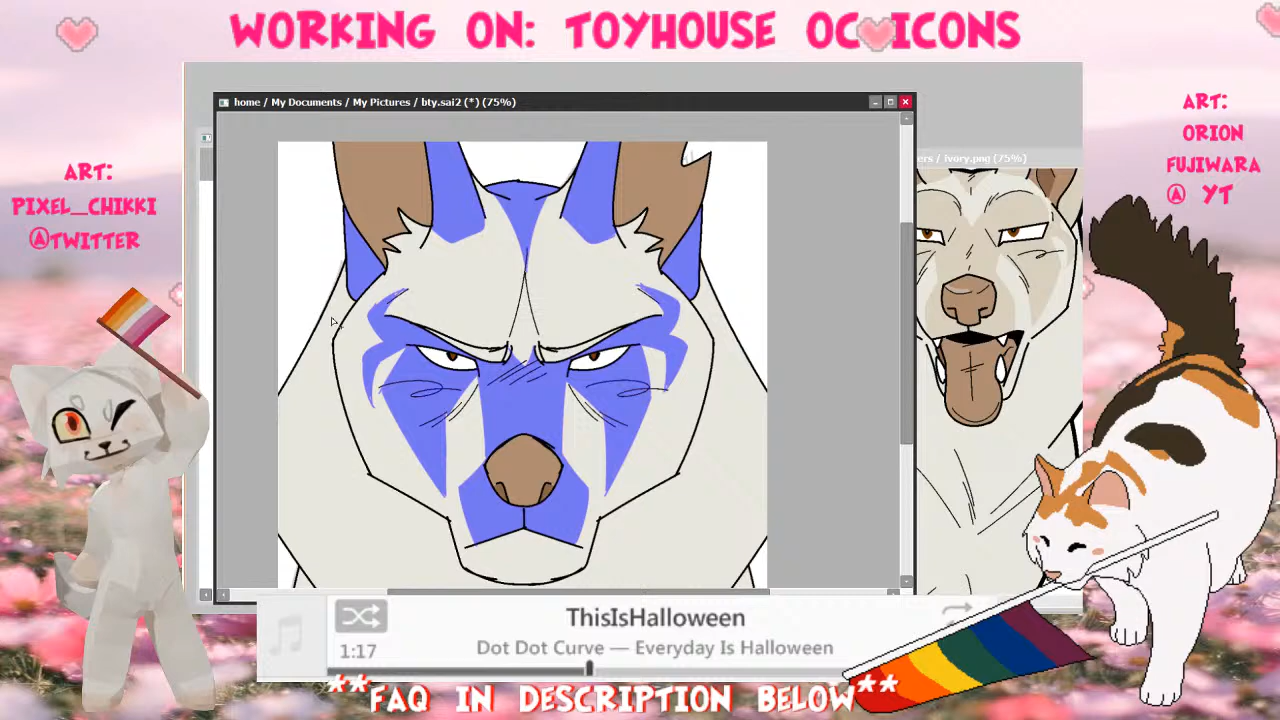 WORKING ON: TOYHOUSE OC ICONS
home / My Documents / My Pictures / bty.sai2 (*) (75%)
ers / ivory.png (75%)
ART:
PIXEL_CHIKKI
@TWITTER
ART:
ORION
FUJIWARA
@ YT
ThisIsHalloween
1:17
Dot Dot Curve — Everyday Is Halloween
**FAQ IN DESCRIPTION BELOW**